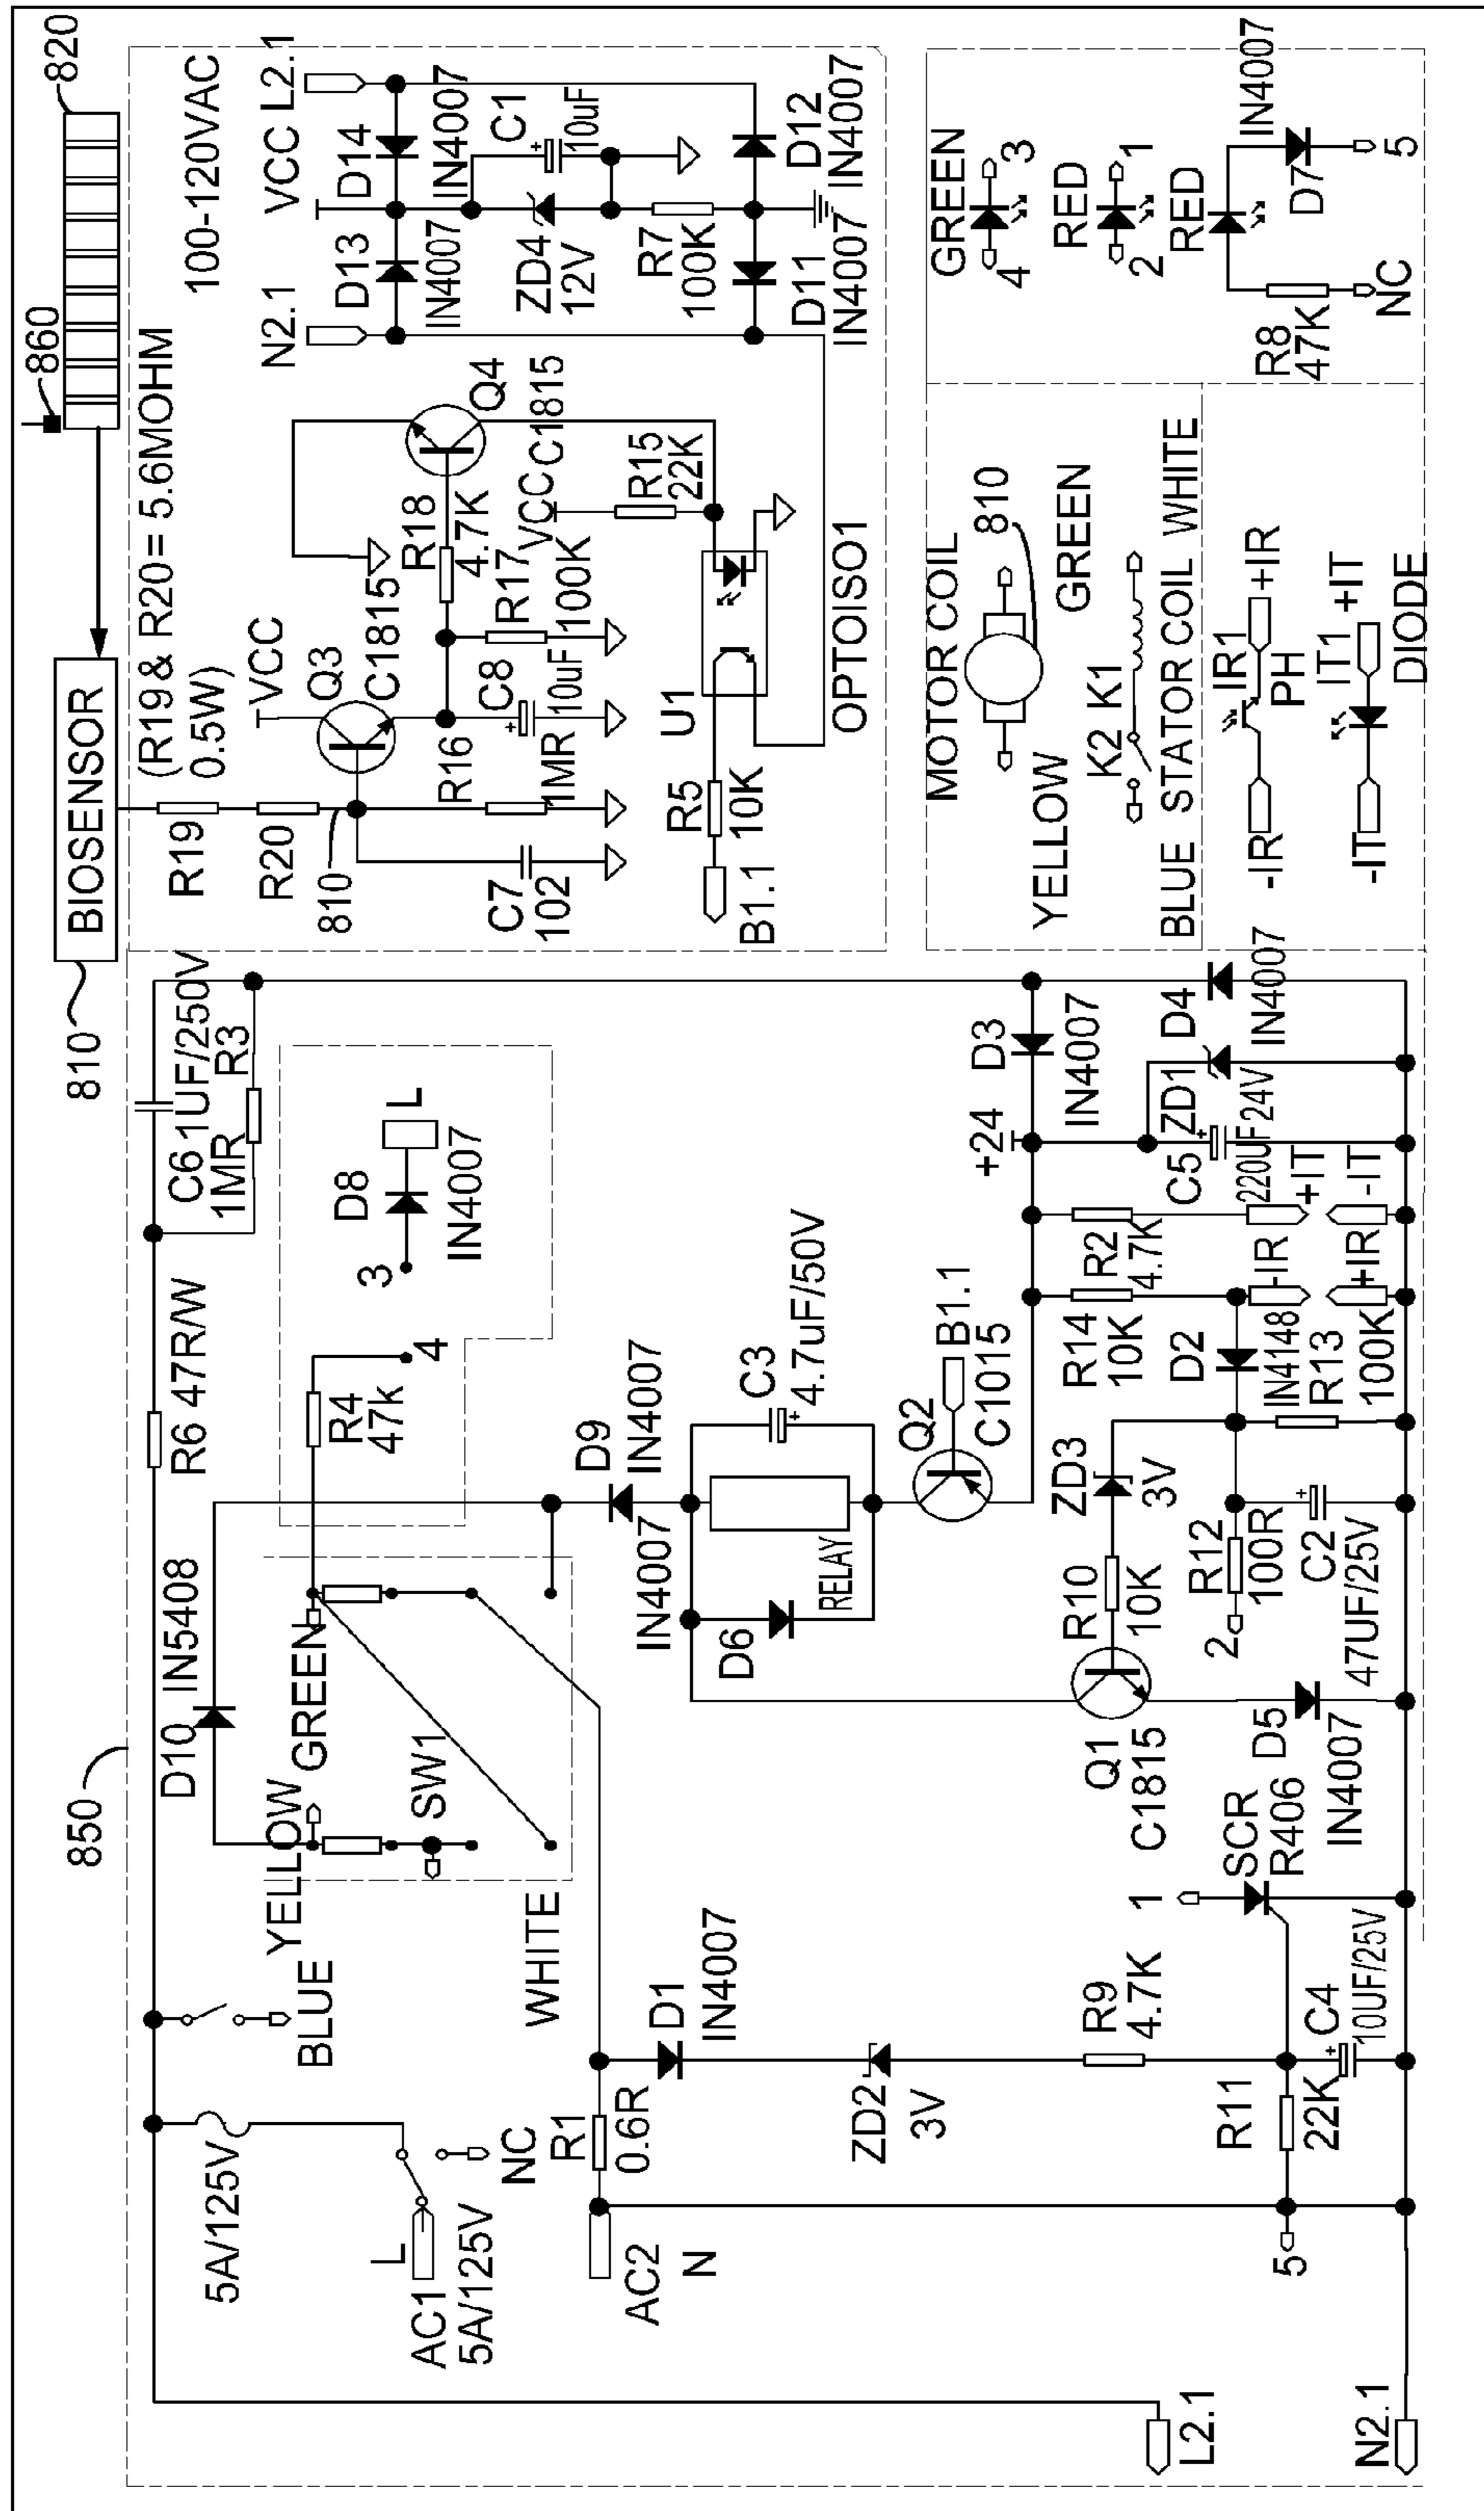 820
860
BIOSENSOR
810
(R19 & R20 = 5.6MOHM
0.5W)
100-120VAC
R19
R20
810
VCC
Q3
C1815
R16
1MR
C7
102
C8
10uF
R17
100K
R18
4.7K
Q4
C1815
VCC
R15
22K
U1
OPTOISO1
R5
10K
B1.1
N2.1
VCC
L2.1
D13
IN4007
D14
IN4007
C1
10uF
ZD4
12V
R7
100K
D11
IN4007
D12
IN4007
GREEN
4
3
RED
2
1
RED
R8
47K
NC
D7
IN4007
5
MOTOR COIL
810
YELLOW
GREEN
K2
K1
BLUE
STATOR COIL
WHITE
IR1
-IR
+IR
PH
IT1
-IT
+IT
DIODE
850
C6 1UF/250V
1MR
R3
R6 47R/W
D8
3
L
IN4007
4
R4
47k
D10
IN5408
D9
IN4007
YELLOW
GREEN
SW1
BLUE
WHITE
5A/125V
L
AC1
5A/125V
NC
R1
0.6R
AC2
N
D1
IN4007
ZD2
3V
R9
4.7K
R11
22K
C4
10UF/25V
5
1
SCR
R406
IN4007
D6
RELAY
C3
4.7uF/50V
Q2
C1015
B1.1
Q1
C1815
D5
IN4007
R10
10K
ZD3
3V
2
R12
100R
C2
47UF/25V
D2
IN4148
R13
100K
R14
10K
-IR
+IR
R2
4.7K
+IT
-IT
+24
D3
IN4007
C5
220UF
ZD1
24V
D4
IN4007
L2.1
N2.1